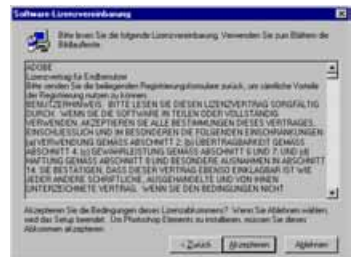 Software-Lizenzvereinbarung
Bitte lesen Sie die folgende Lizenzvereinbarung. Verwenden Sie zum Blättern die
Bildlaufleiste.
ADOBE
Lizenzvertrag für Endbenutzer
Bitte senden Sie die beiliegenden Registrierungsformulare zurück, um sämtliche Vorteile
der Registrierung nutzen zu können.
BENUTZERHINWEIS: BITTE LESEN SIE DIESEN LIZENZVERTRAG SORGFÄLTIG
DURCH. WENN SIE DIE SOFTWARE IN TEILEN ODER VOLLSTÄNDIG
VERWENDEN, AKZEPTIEREN SIE ALLE BESTIMMUNGEN DIESES VERTRAGES,
EINSCHLIESSLICH UND IM BESONDEREN DIE FOLGENDEN EINSCHRÄNKUNGEN:
(a) VERWENDUNG GEMÄSS ABSCHNITT 2; (b) ÜBERTRAGBARKEIT GEMÄSS
ABSCHNITT 4; (c) GEWÄHRLEISTUNG GEMÄSS ABSCHNITT 6 UND 7; UND (d)
HAFTUNG GEMÄSS ABSCHNITT 8 UND BESONDERE AUSNAHMEN IN ABSCHNITT
14. SIE BESTÄTIGEN, DASS DIESER VERTRAG EBENSO EINKLAGBAR IST WIE
JEDER ANDERE SCHRIFTLICHE, AUSGEHANDELTE UND VON IHNEN
UNTERZEICHNETE VERTRAG. WENN SIE DEN BEDINGUNGEN NICHT
Akzeptieren Sie die Bedingungen dieses Lizenzabkommens? Wenn Sie Ablehnen wählen,
wird das Setup beendet. Um Photoshop Elements zu installieren, müssen Sie dieses
Abkommen akzeptieren.
< Zurück Akzeptieren Ablehnen